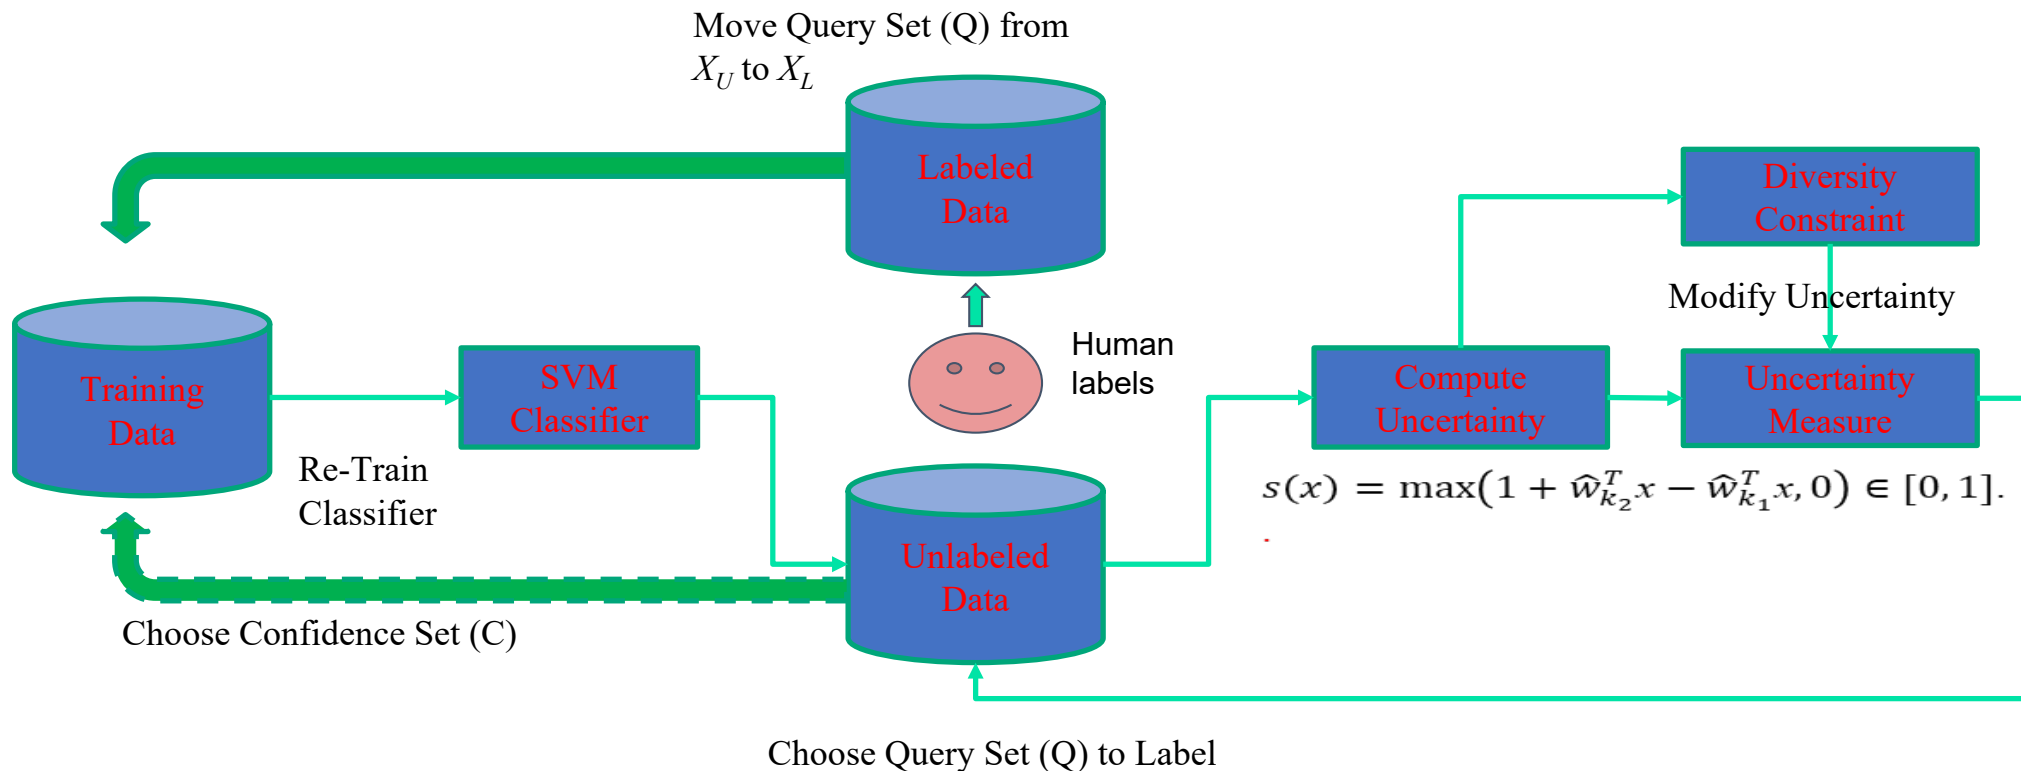 Move Query Set (Q) from
X_U to X_L
Labeled
Data
Diversity
Constraint
Modify Uncertainty
Human
labels
Training
Data
SVM
Classifier
Compute
Uncertainty
Uncertainty
Measure
Re-Train
Classifier
s(x) = max(1 + ŵ_{k_2}^T x − ŵ_{k_1}^T x, 0) ∈ [0, 1].
Unlabeled
Data
Choose Confidence Set (C)
Choose Query Set (Q) to Label